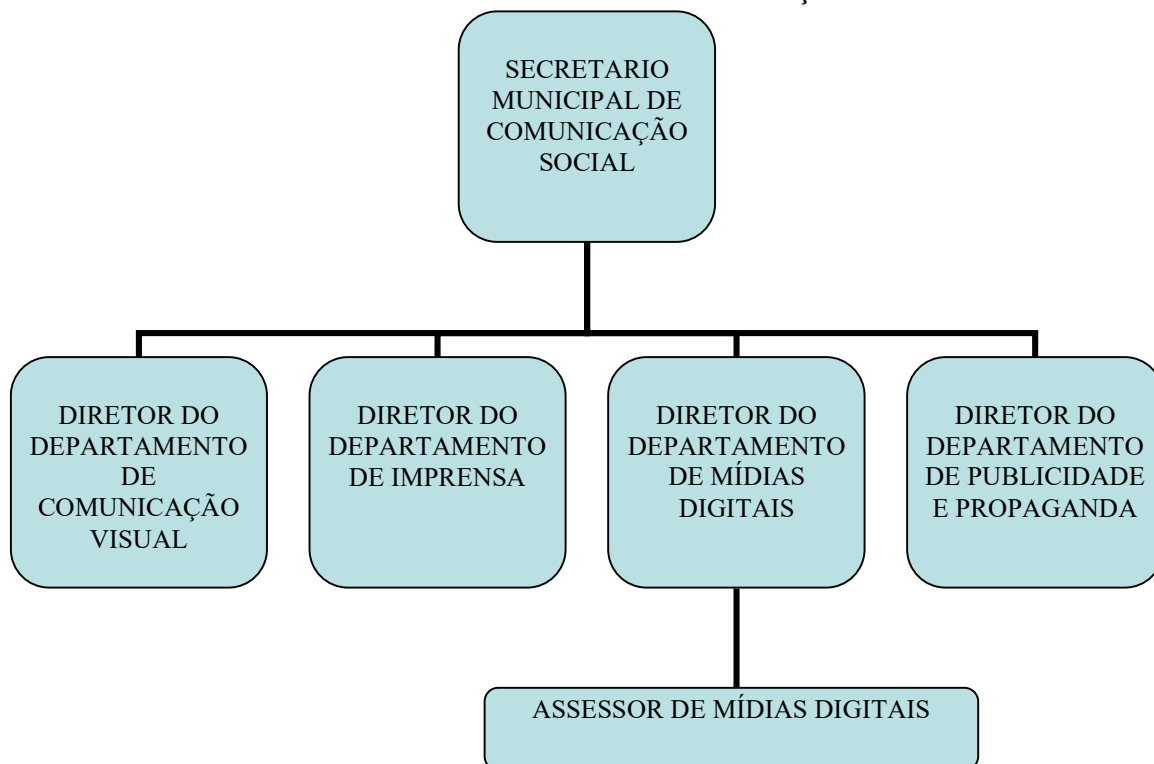 SECRETARIO
MUNICIPAL DE
COMUNICAÇÃO
SOCIAL
DIRETOR DO
DEPARTAMENTO
DE
COMUNICAÇÃO
VISUAL
DIRETOR DO
DEPARTAMENTO
DE IMPRENSA
DIRETOR DO
DEPARTAMENTO
DE MÍDIAS
DIGITAIS
DIRETOR DO
DEPARTAMENTO
DE PUBLICIDADE
E PROPAGANDA
ASSESSOR DE MÍDIAS DIGITAIS